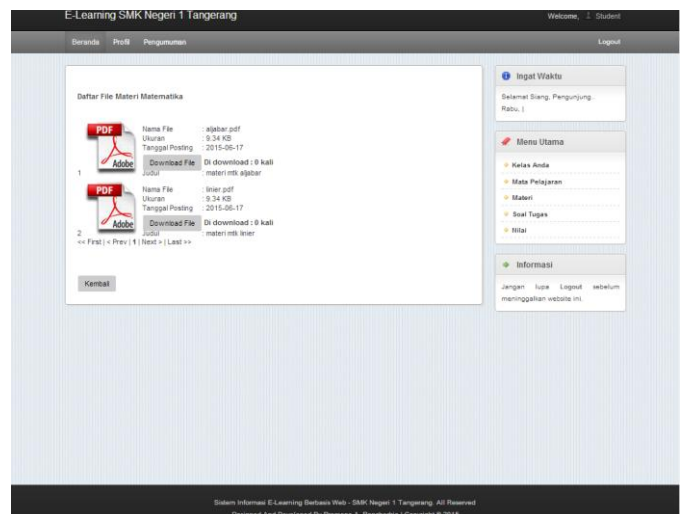 E-Learning SMK Negeri 1 Tangerang
Welcome, Student
Beranda Profil Pengumuman Logout
Daftar File Materi Matematika
PDF
Adobe
Nama File : aljabar.pdf
Ukuran : 9.34 KB
Tanggal Posting : 2015-06-17
Download File Di download : 0 kali
1 Judul : materi mtk aljabar
PDF
Adobe
Nama File : linier.pdf
Ukuran : 9.34 KB
Tanggal Posting : 2015-06-17
Download File Di download : 0 kali
2 Judul : materi mtk linier
<< First | < Prev | 1 | Next > | Last >>
Kembali
Ingat Waktu
Selamat Siang, Pengunjung.
Rabu, |
Menu Utama
Kelas Anda
Mata Pelajaran
Materi
Soal Tugas
Nilai
Informasi
Jangan lupa Logout sebelum
meninggalkan website ini.
Sistem Informasi E-Learning Berbasis Web - SMK Negeri 1 Tangerang. All Reserved
Designed And Developed By